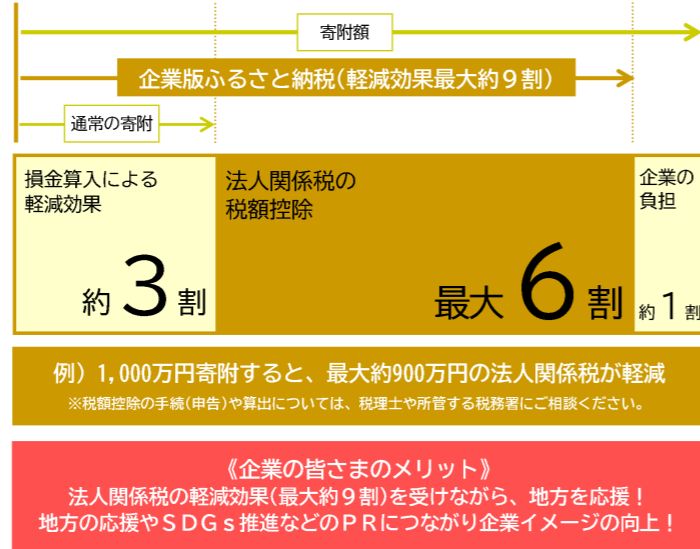 寄附額
企業版ふるさと納税(軽減効果最大約9割)
通常の寄附
損金算入による
軽減効果
約3割
法人関係税の
税額控除
最大6割
企業の
負担
約1割
例)1,000万円寄附すると、最大約900万円の法人関係税が軽減
※税額控除の手続(申告)や算出については、税理士や所管する税務署にご相談ください。
《企業の皆さまのメリット》
法人関係税の軽減効果(最大約9割)を受けながら、地方を応援!
地方の応援やSDGs推進などのPRにつながり企業イメージの向上!